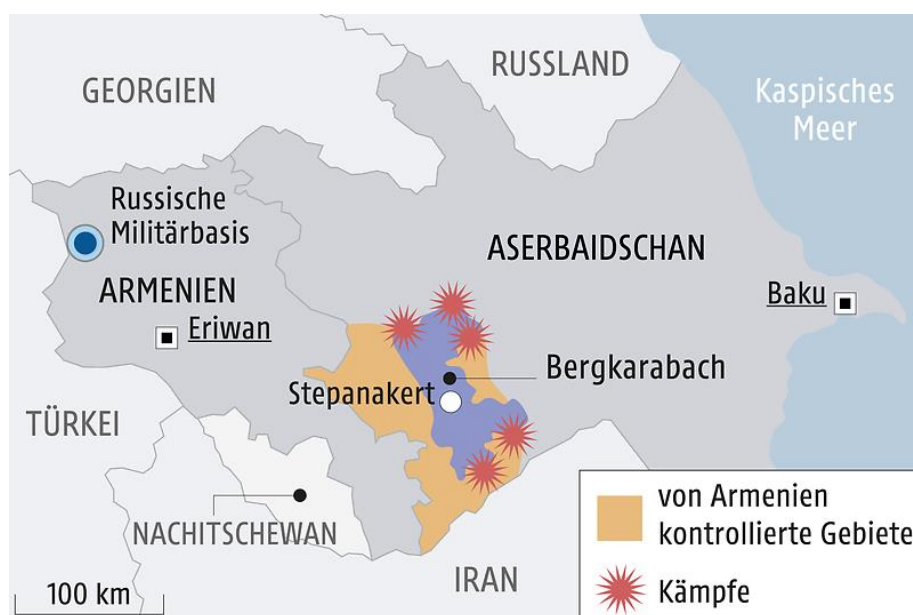 RUSSLAND
GEORGIEN
Kaspisches
Meer
Russische
Militärbasis
ASERBAIDSCHAN
ARMENIEN
Baku
Eriwan
Bergkarabach
Stepanakert
TÜRKEI
NACHITSCHEWAN
von Armenien
kontrollierte Gebiete
IRAN
100 km
Kämpfe